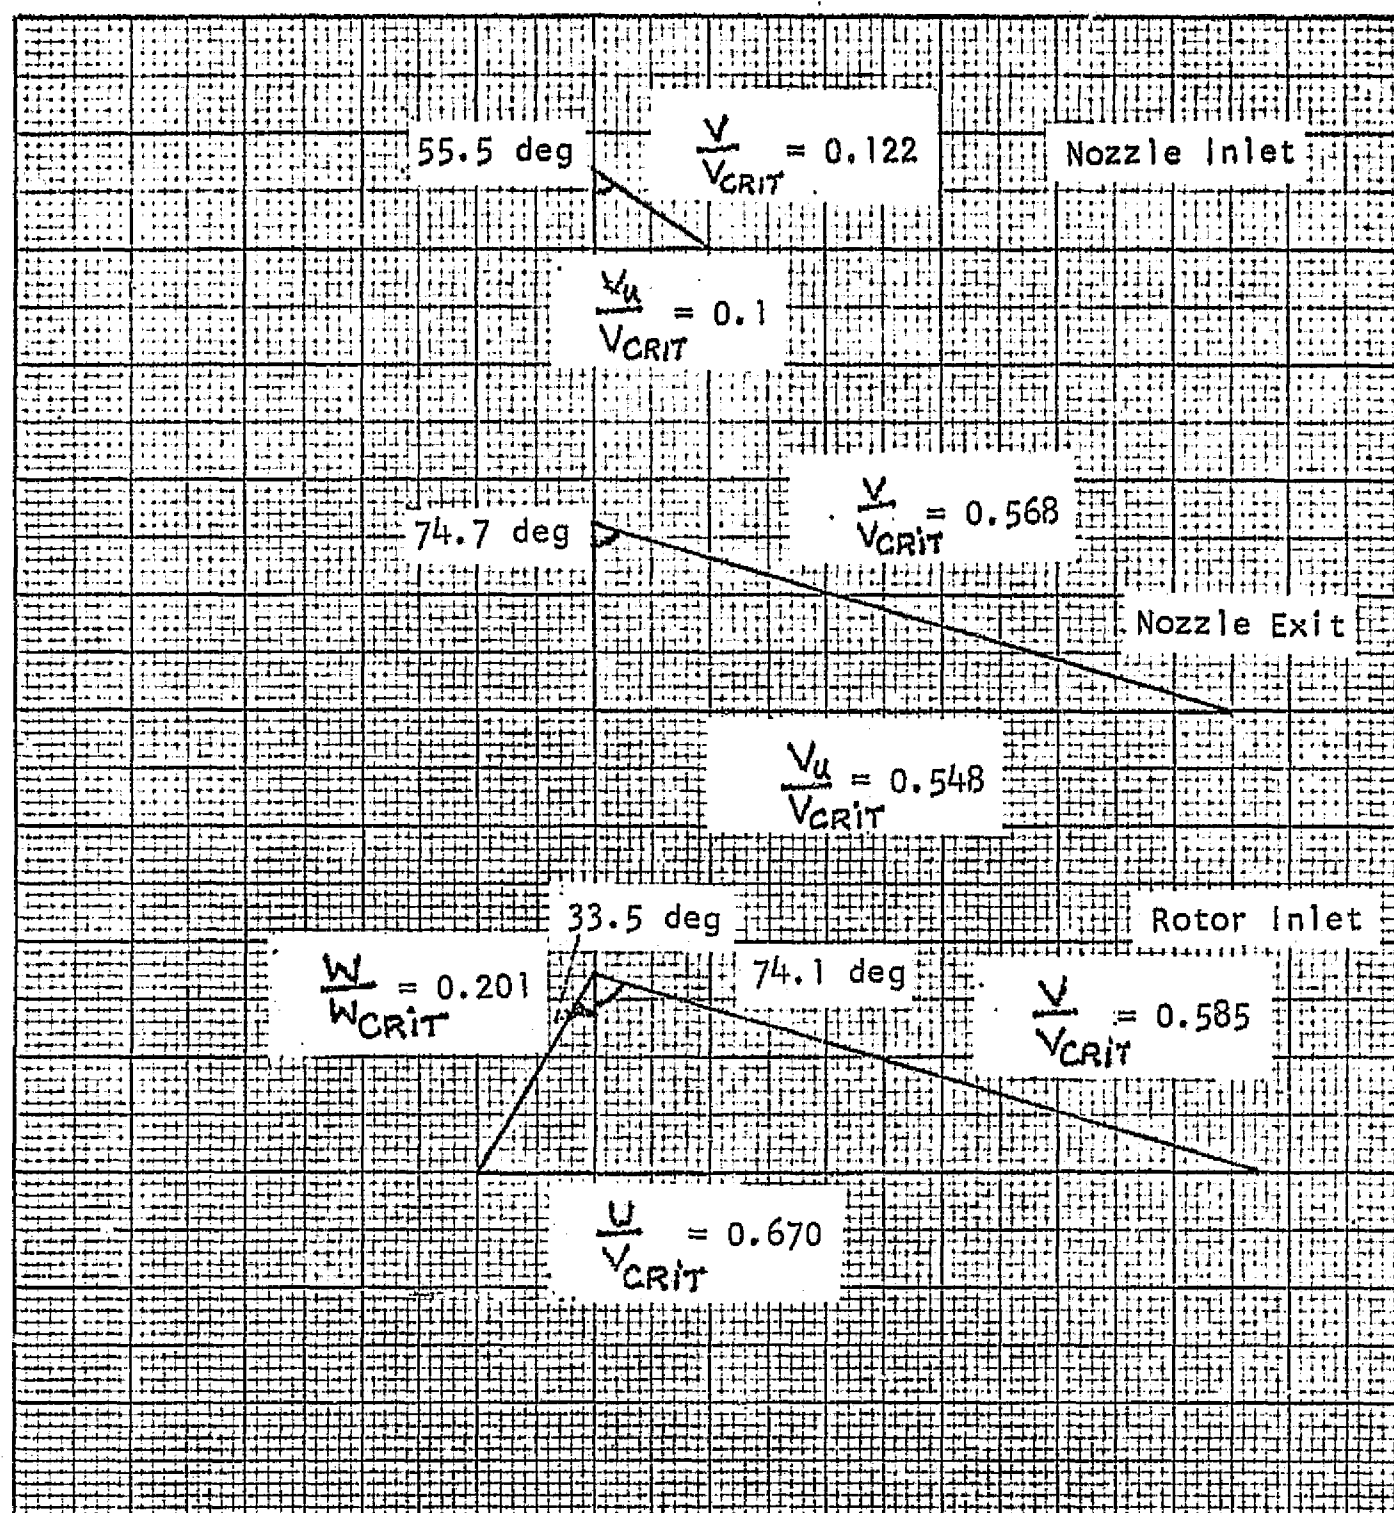 55.5 deg
V
VCRIT = 0.122
Nozzle Inlet
Vu
VCRIT = 0.1
74.7 deg
V
VCRiT = 0.568
Nozzle Exit
Vu
VCRiT = 0.548
33.5 deg
Rotor Inlet
W
WCRiT = 0.201
74.1 deg
V
VCRiT = 0.585
U
VCRiT = 0.670